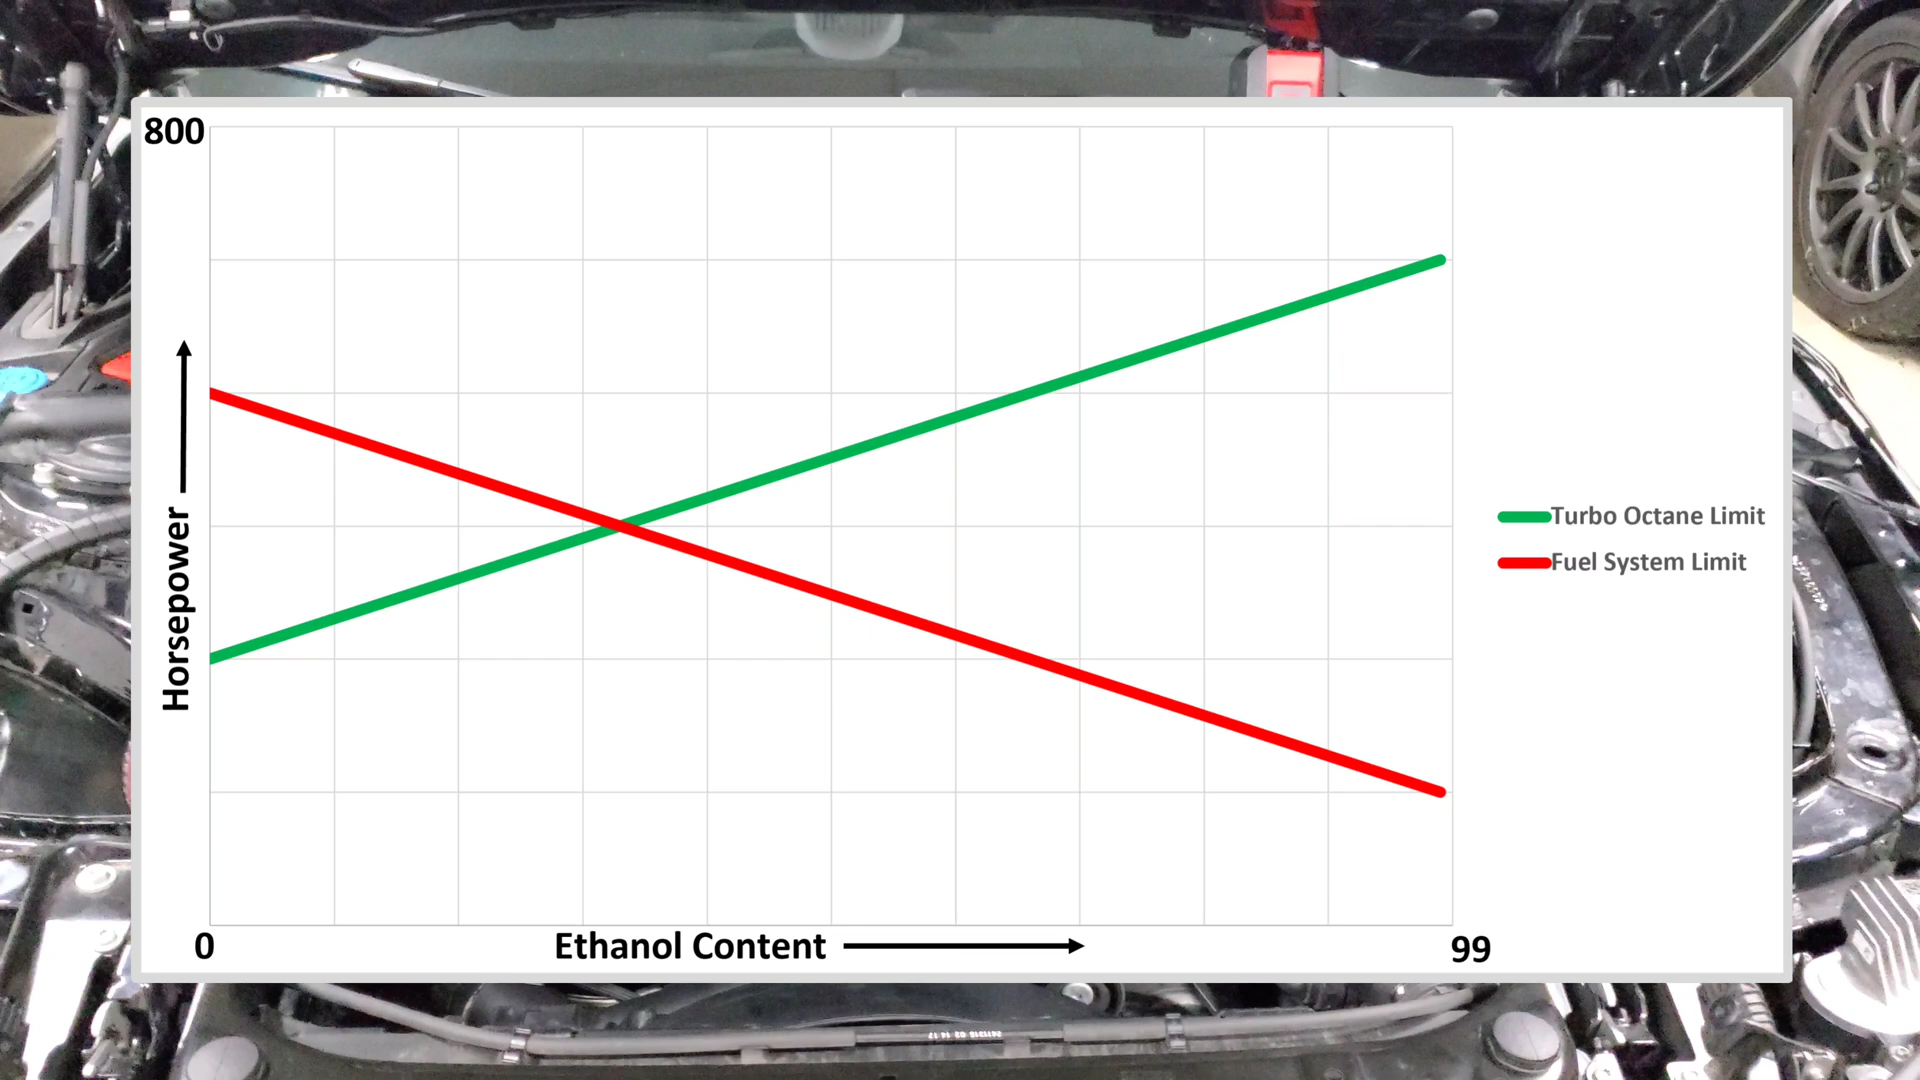 800
Horsepower
0
Ethanol Content
99
Turbo Octane Limit
Fuel System Limit